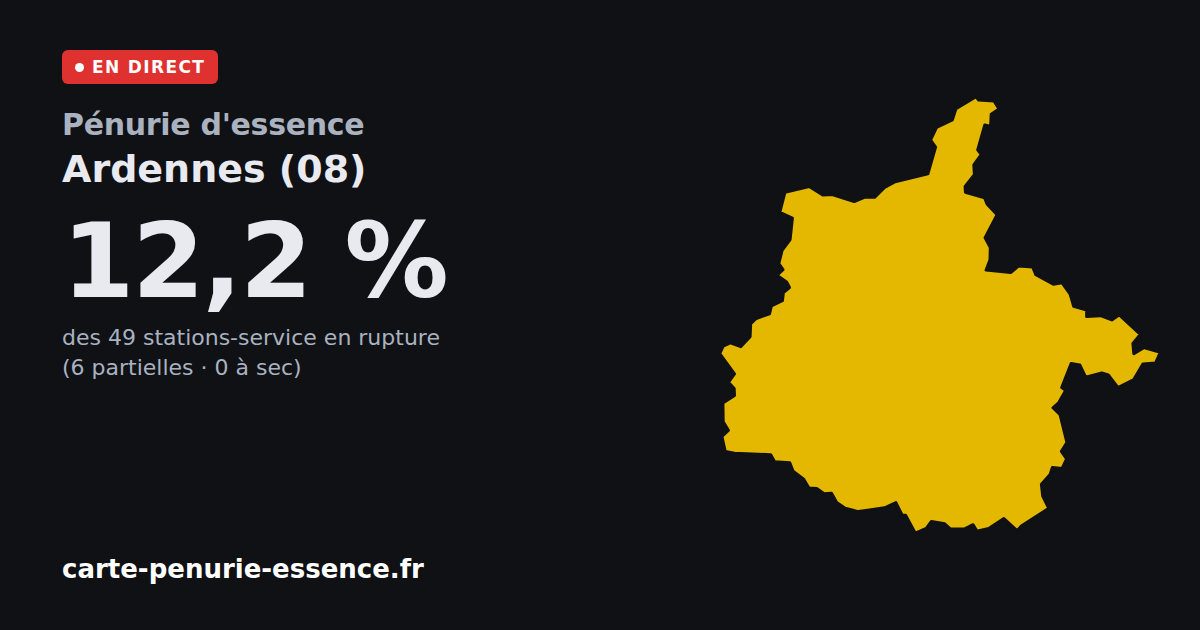 EN DIRECT
Pénurie d'essence
Ardennes (08)
12,2 %
des 49 stations-service en rupture
(6 partielles · 0 à sec)
carte-penurie-essence.fr